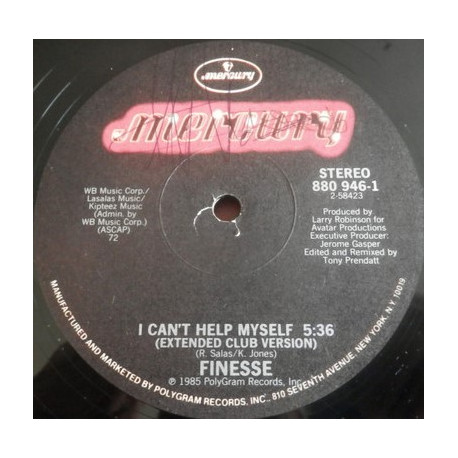 mercury
mercury
WB Music Corp./
Lasalas Music/
Kipteez Music
(Admin. by
WB Music Corp.)
(ASCAP)
72
STEREO
880 946-1
2-58423
Produced by
Larry Robinson for
Avatar Productions
Executive Producer:
Jerome Gasper
Edited and Remixed by
Tony Prendatt
I CAN'T HELP MYSELF 5:36
(EXTENDED CLUB VERSION)
(R. Salas/K. Jones)
FINESSE
℗ 1985 PolyGram Records, Inc.
MANUFACTURED AND MARKETED BY POLYGRAM RECORDS, INC., 810 SEVENTH AVENUE, NEW YORK, N.Y. 10019